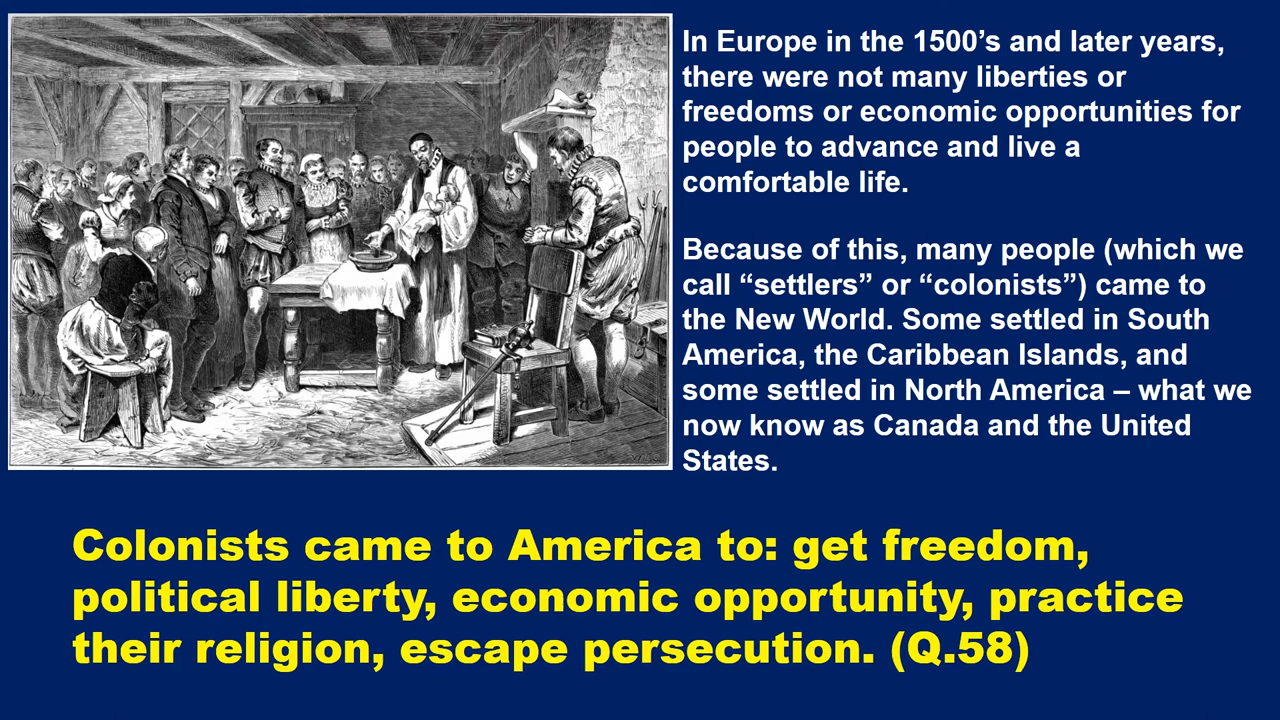 In Europe in the 1500’s and later years,
there were not many liberties or
freedoms or economic opportunities for
people to advance and live a
comfortable life.
Because of this, many people (which we
call “settlers” or “colonists”) came to
the New World. Some settled in South
America, the Caribbean Islands, and
some settled in North America – what we
now know as Canada and the United
States.
Colonists came to America to: get freedom,
political liberty, economic opportunity, practice
their religion, escape persecution. (Q.58)